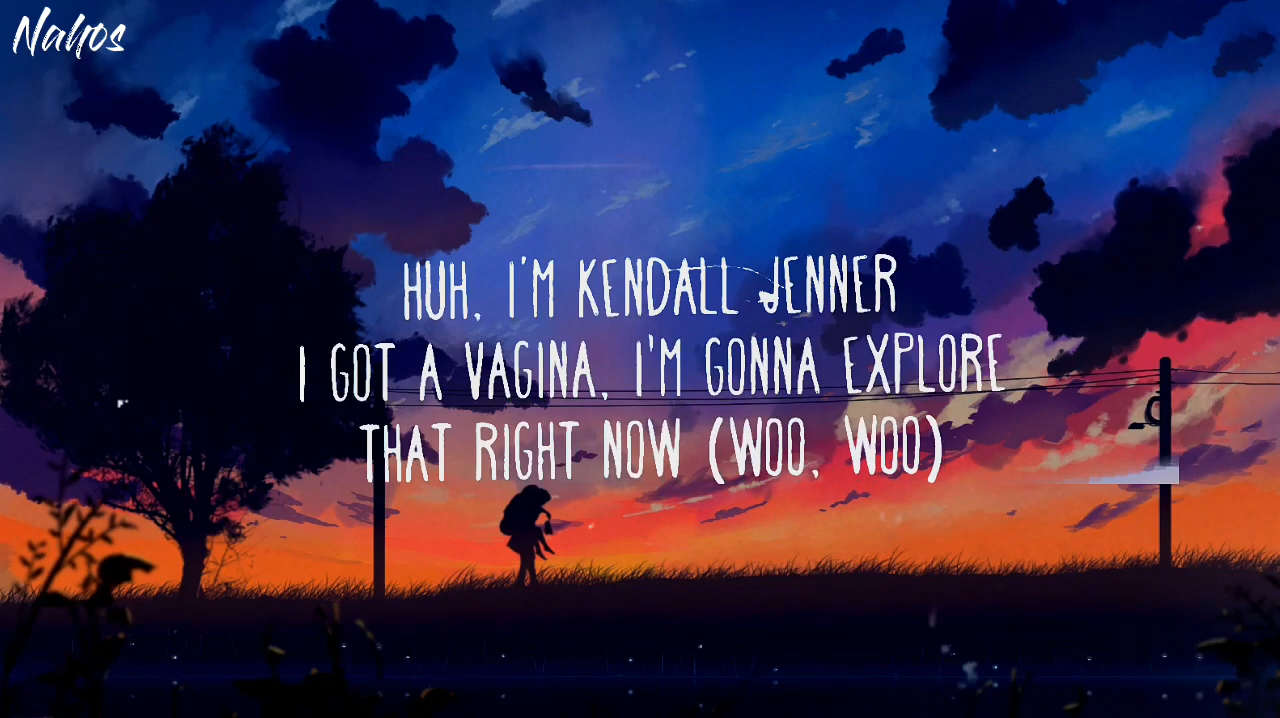 Nahos
HUH, I'M KENDALL JENNER
I GOT A VAGINA, I'M GONNA EXPLORE
THAT RIGHT NOW (WOO, WOO)